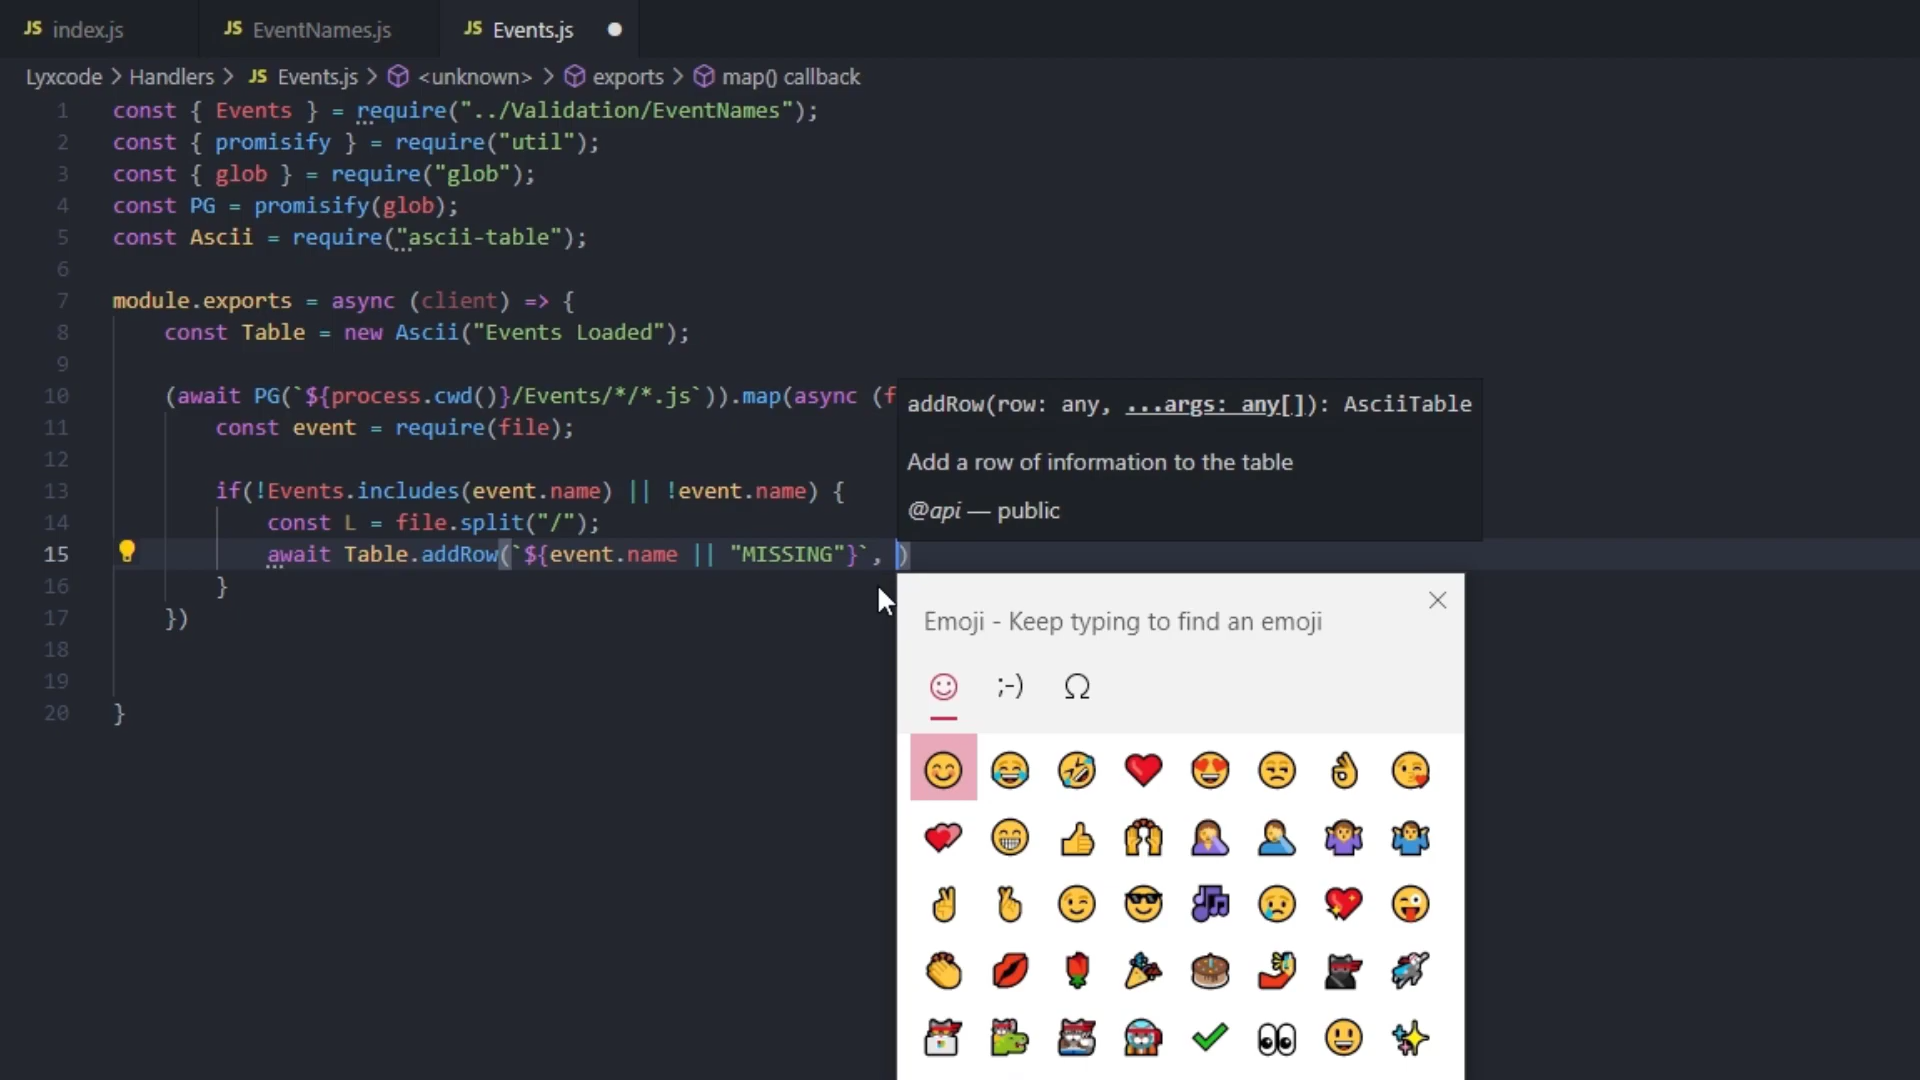 JS index.js JS EventNames.js JS Events.js
Lyxcode > Handlers > JS Events.js > <unknown> > exports > map() callback
1 const { Events } = require("../Validation/EventNames");
2 const { promisify } = require("util");
3 const { glob } = require("glob");
4 const PG = promisify(glob);
5 const Ascii = require("ascii-table");
6
7 module.exports = async (client) => {
8 const Table = new Ascii("Events Loaded");
9
10 (await PG(`${process.cwd()}/Events/*/*.js`)).map(async (f
addRow(row: any, ...args: any[]): AsciiTable
11 const event = require(file);
Add a row of information to the table
12
13 if(!Events.includes(event.name) || !event.name) {
@api — public
14 const L = file.split("/");
15 await Table.addRow(`${event.name || "MISSING"}`, )
16 }
17 })
18
19
20 }
Emoji - Keep typing to find an emoji
;-) Ω